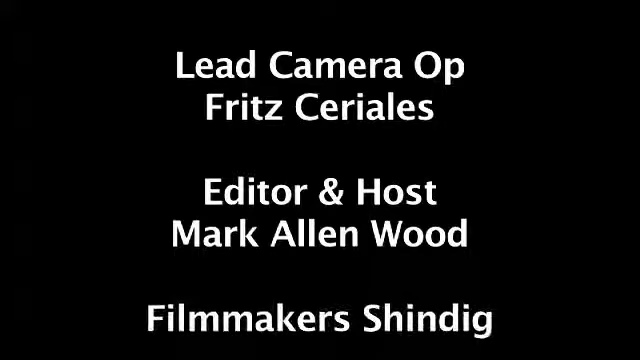 Lead Camera Op
Fritz Ceriales
Editor & Host
Mark Allen Wood
Filmmakers Shindig